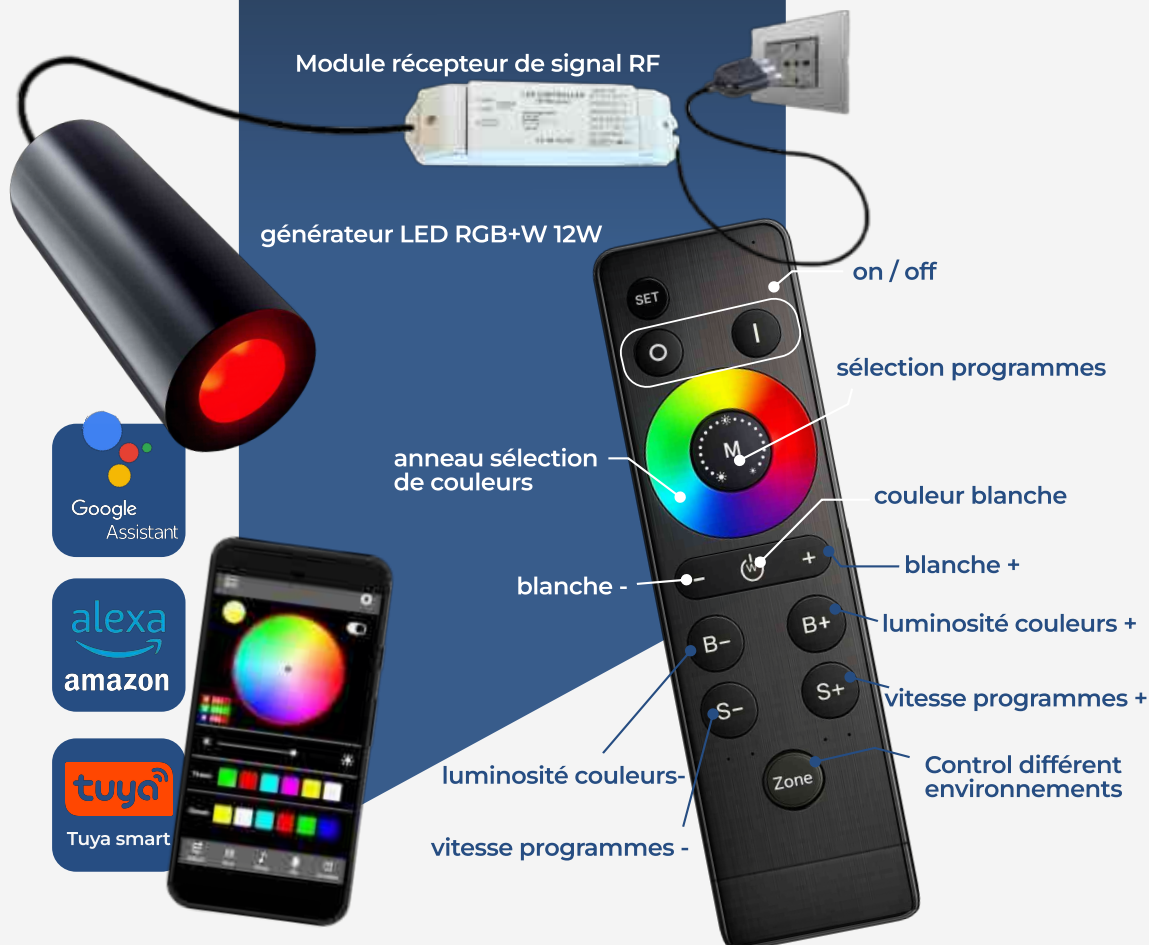 Module récepteur de signal RF
LED CONTROLLER
générateur LED RGB+W 12W
on / off
SET
O
I
sélection programmes
M
anneau sélection
de couleurs
couleur blanche
blanche -
-
W
+
blanche +
B-
B+
luminosité couleurs +
S-
S+
vitesse programmes +
luminosité couleurs-
Zone
Control différent
environnements
vitesse programmes -
Google
Assistant
alexa
amazon
tuya
Tuya smart